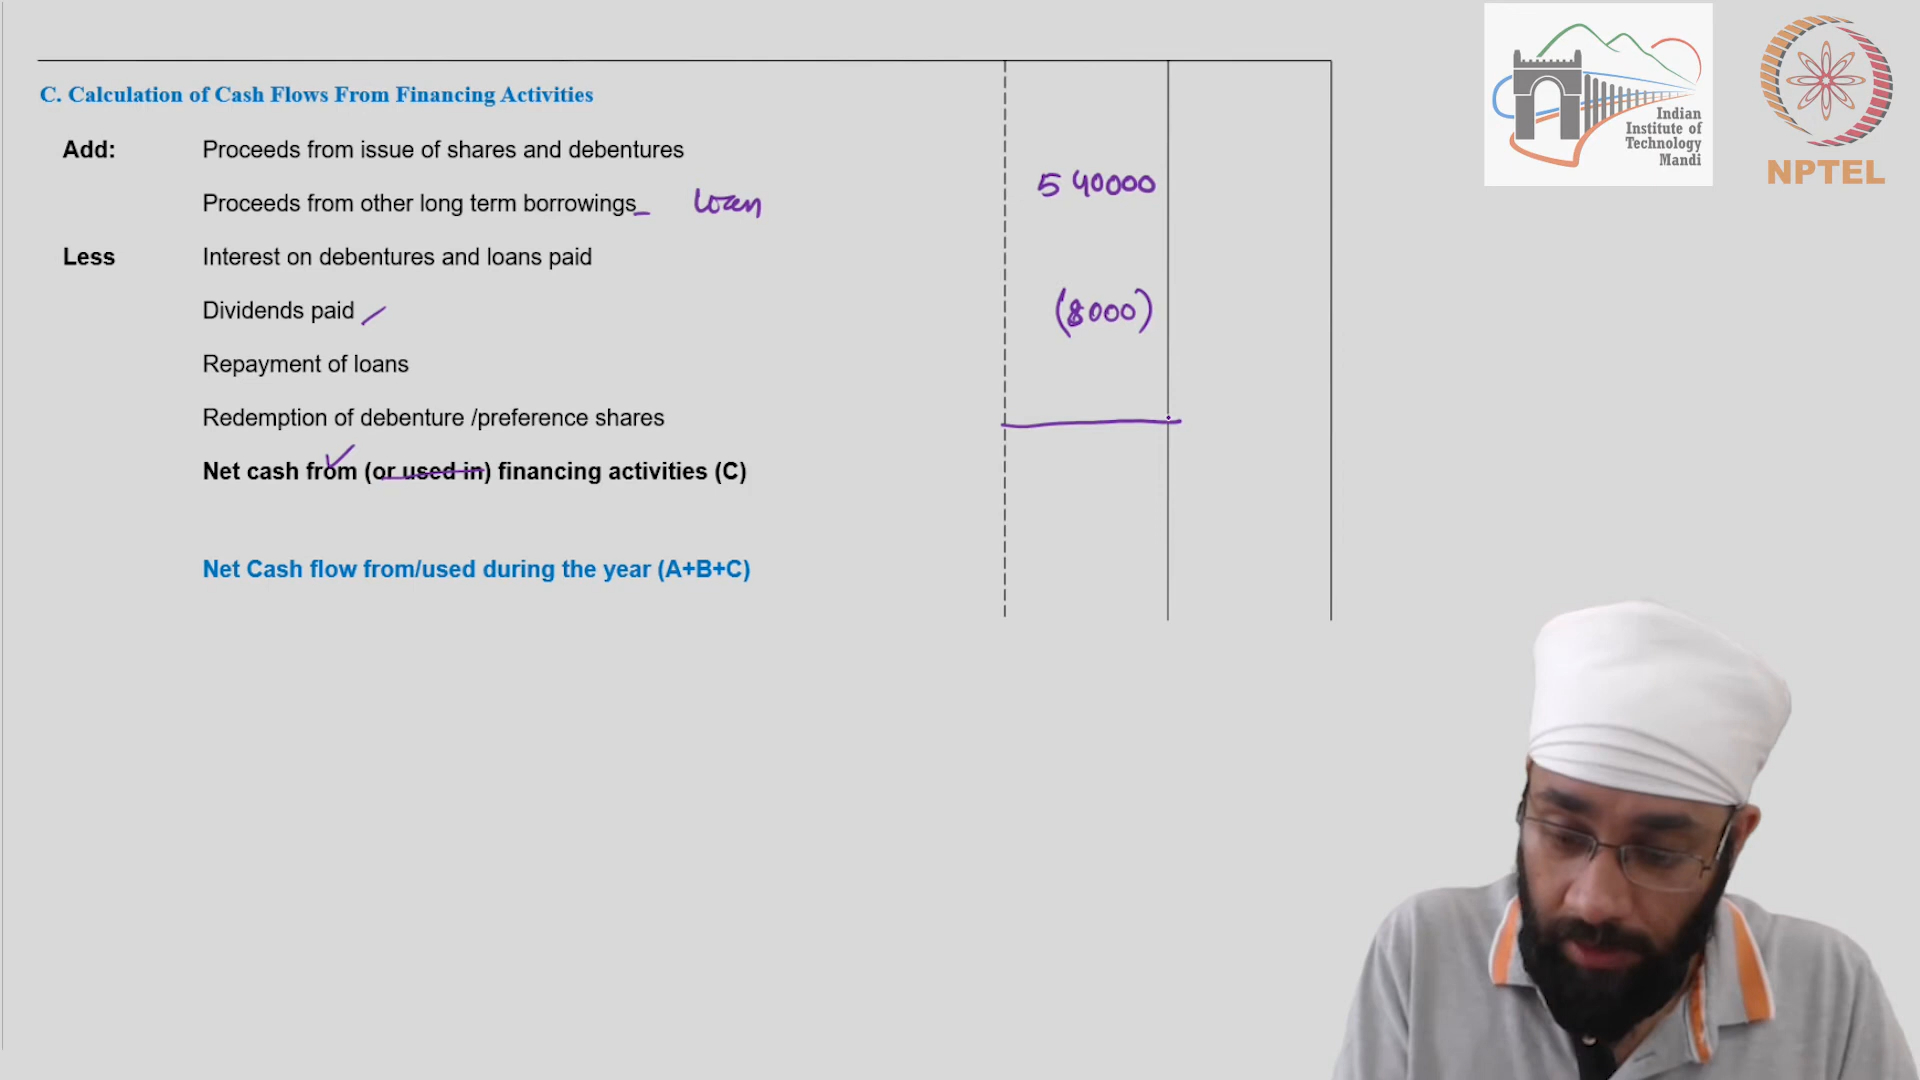 C. Calculation of Cash Flows From Financing Activities
Add: Proceeds from issue of shares and debentures
540000
Proceeds from other long term borrowings_ loan
Less Interest on debentures and loans paid
Dividends paid (8000)
Repayment of loans
Redemption of debenture /preference shares
Net cash from (or used in) financing activities (C)
Net Cash flow from/used during the year (A+B+C)
Indian
Institute of
Technology
Mandi
NPTEL